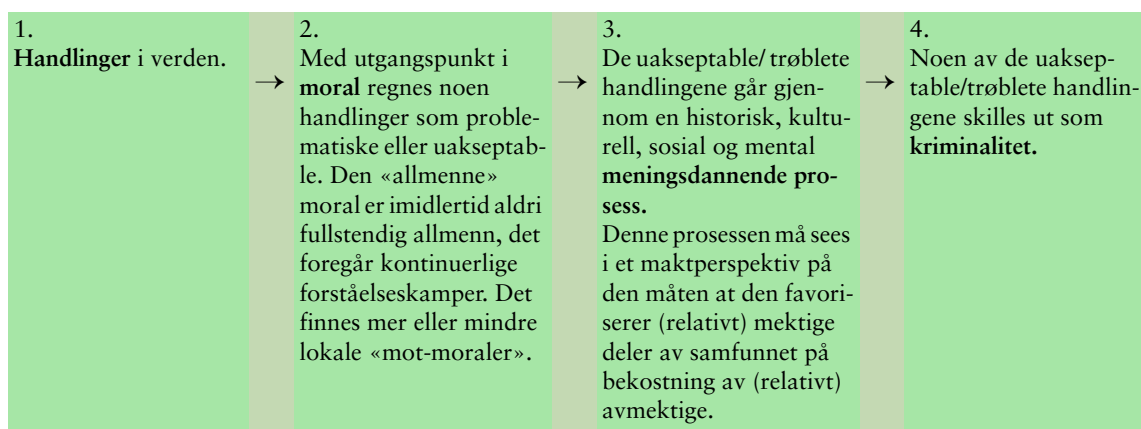 1.
Handlinger i verden.
→
2.
Med utgangspunkt i
moral regnes noen
handlinger som proble-
matiske eller uakseptab-
le. Den «allmenne»
moral er imidlertid aldri
fullstendig allmenn, det
foregår kontinuerlige
forståelseskamper. Det
finnes mer eller mindre
lokale «mot-moraler».
→
3.
De uakseptable/ trøblete
handlingene går gjen-
nom en historisk, kultu-
rell, sosial og mental
meningsdannende pro-
sess.
Denne prosessen må sees
i et maktperspektiv på
den måten at den favori-
serer (relativt) mektige
deler av samfunnet på
bekostning av (relativt)
avmektige.
→
4.
Noen av de uaksep-
table/trøblete handlin-
gene skilles ut som
kriminalitet.